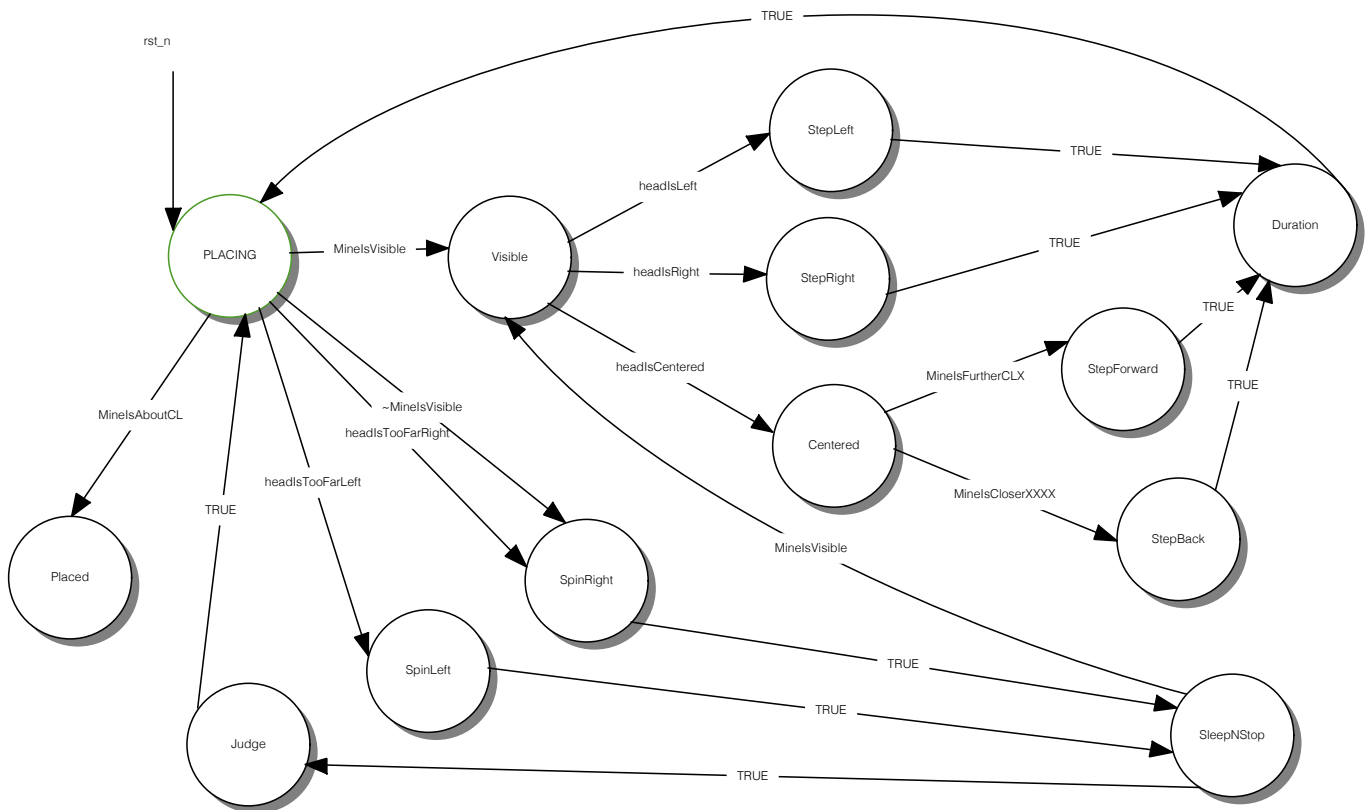 TRUE
rst_n
StepLeft
TRUE
headIsLeft
Duration
PLACING
MineIsVisible
Visible
TRUE
headIsRight
StepRight
TRUE
headIsCentered
StepForward
MineIsFurtherCLX
TRUE
MineIsAboutCL
~MineIsVisible
headIsTooFarRight
Centered
headIsTooFarLeft
MineIsCloserXXXX
TRUE
StepBack
MineIsVisible
Placed
SpinRight
TRUE
SpinLeft
TRUE
SleepNStop
Judge
TRUE